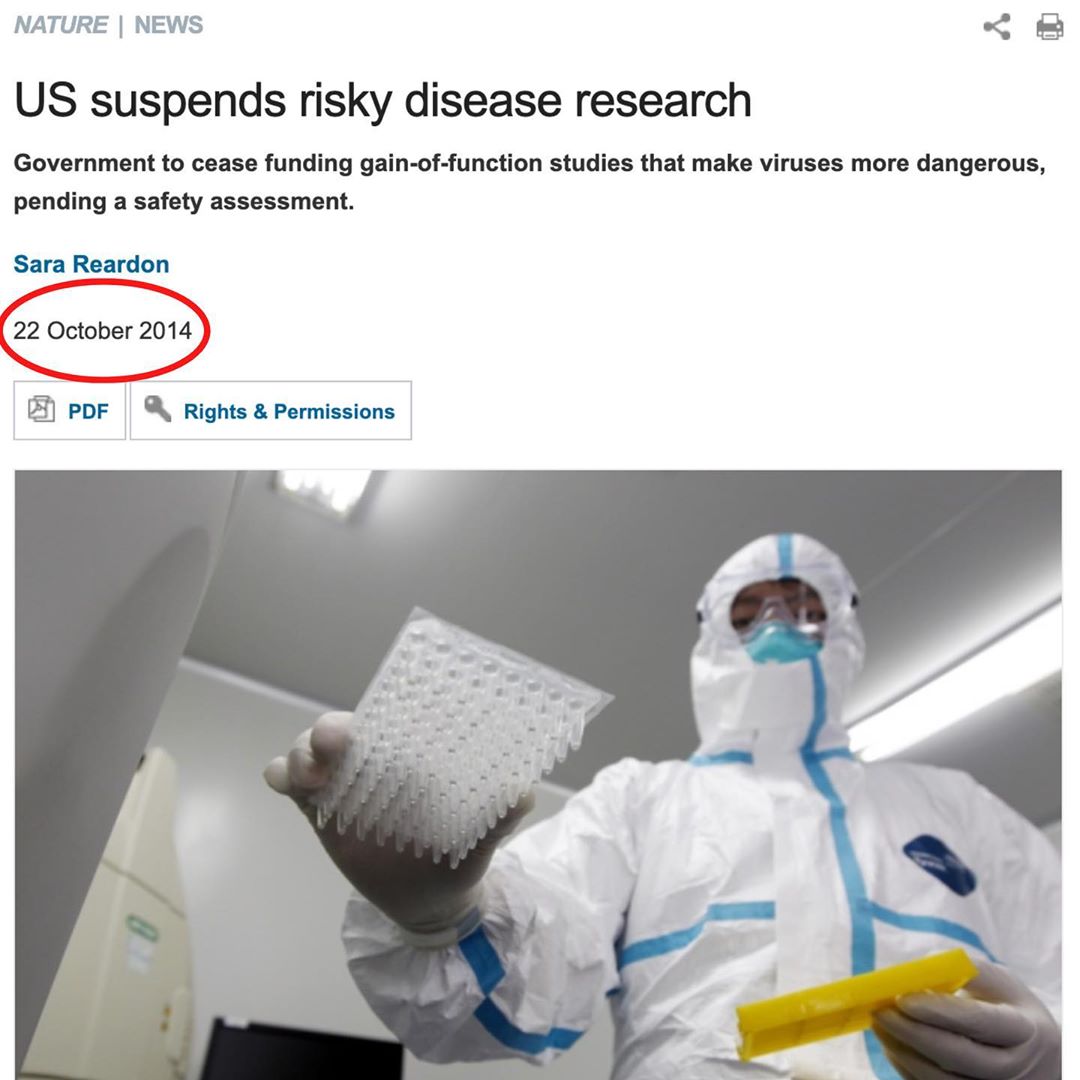 NATURE | NEWS
US suspends risky disease research
Government to cease funding gain-of-function studies that make viruses more dangerous,
pending a safety assessment.
Sara Reardon
22 October 2014
PDF
Rights & Permissions